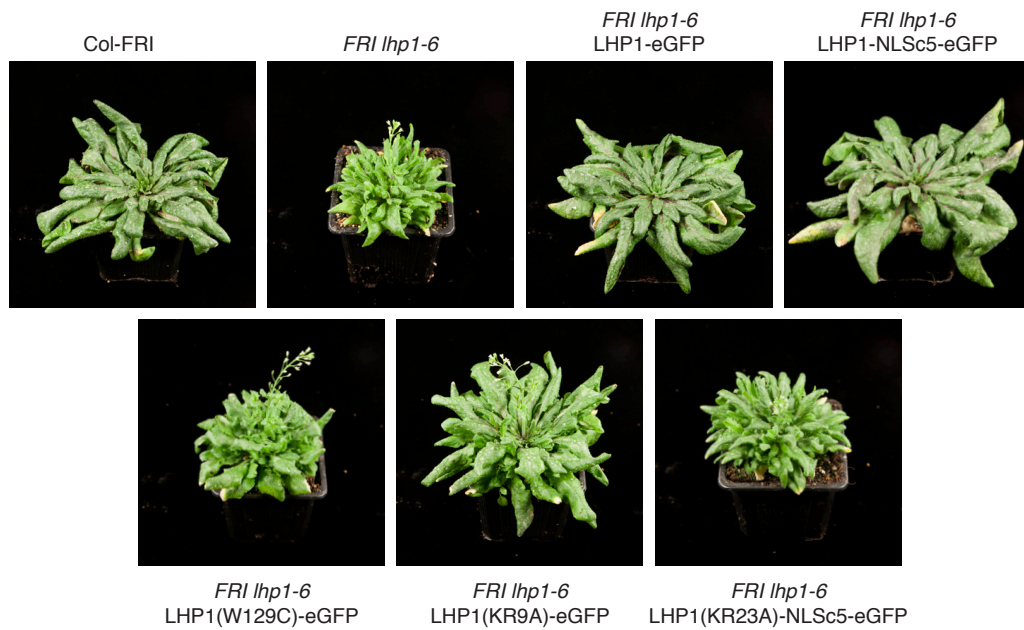 Col-FRI
FRI lhp1-6
FRI lhp1-6
LHP1-eGFP
FRI lhp1-6
LHP1-NLSc5-eGFP
FRI lhp1-6
LHP1(W129C)-eGFP
FRI lhp1-6
LHP1(KR9A)-eGFP
FRI lhp1-6
LHP1(KR23A)-NLSc5-eGFP